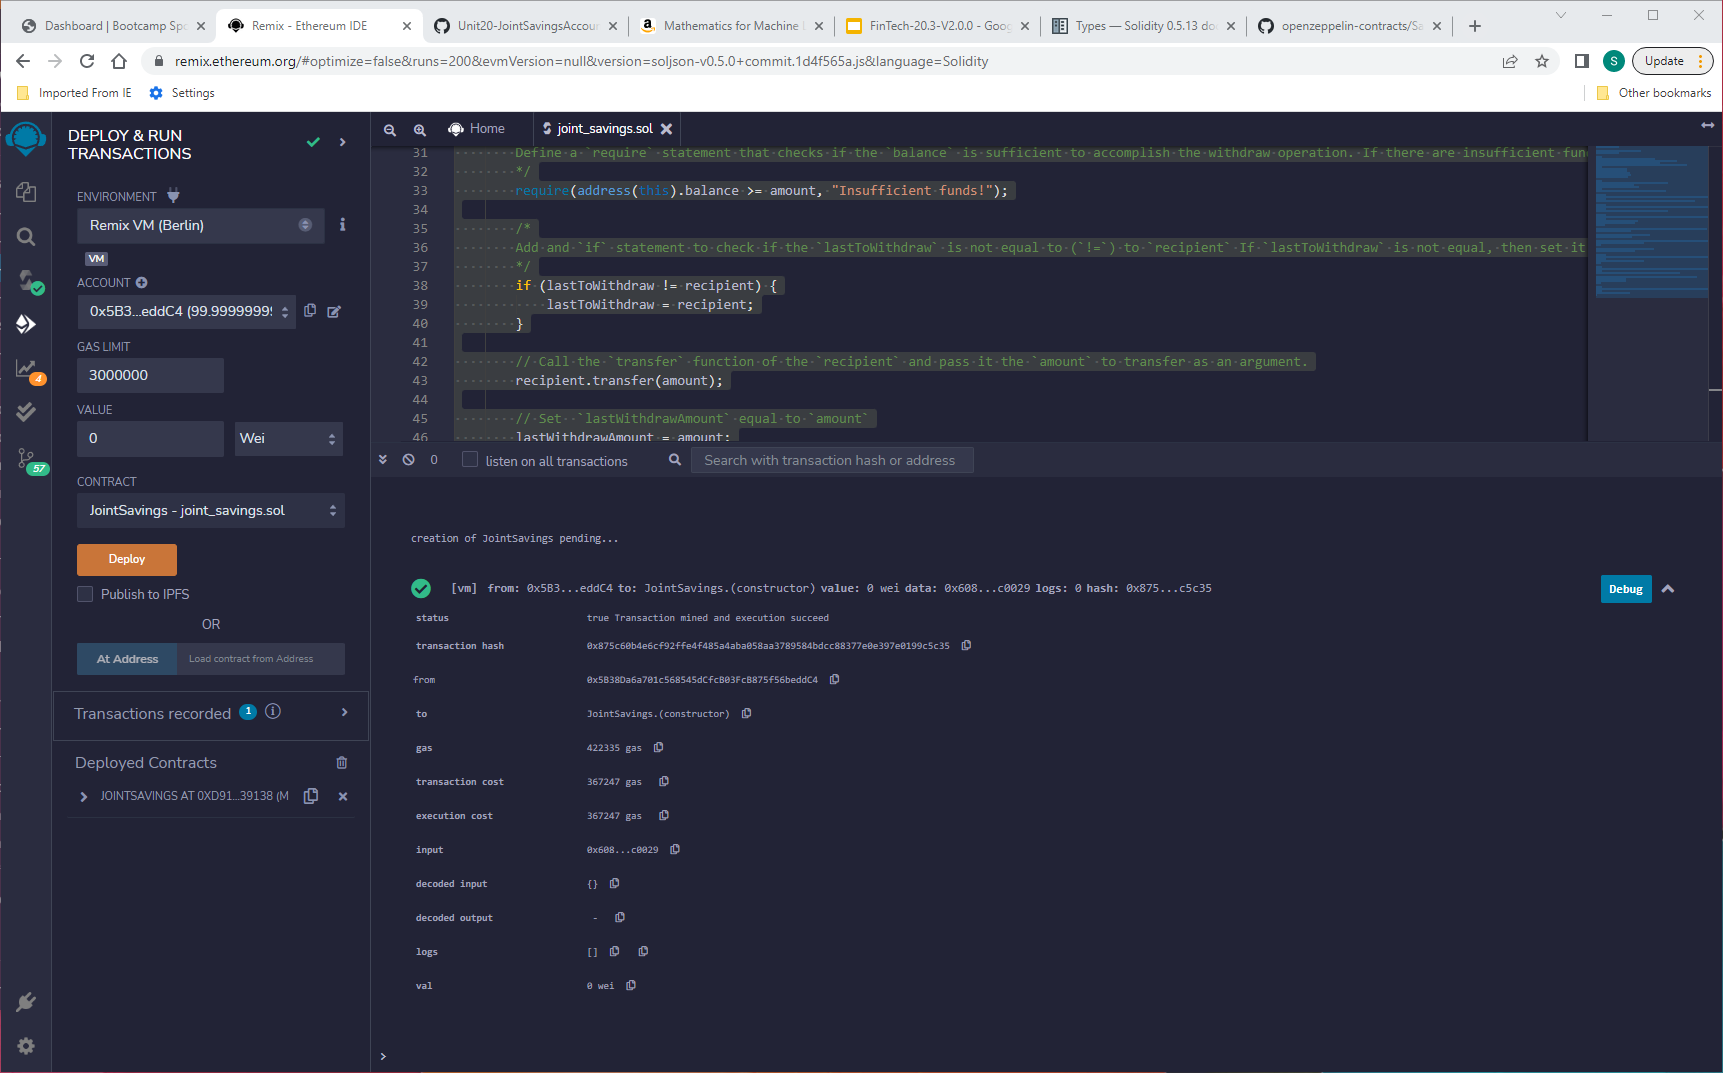 Dashboard | Bootcamp Spo
Remix - Ethereum IDE
Unit20-JointSavingsAccour
Mathematics for Machine
FinTech-20.3-V2.0.0 - Goog
Types — Solidity 0.5.13 do
openzeppelin-contracts/Sa
remix.ethereum.org/#optimize=false&runs=200&evmVersion=null&version=soljson-v0.5.0+commit.1d4f565a.js&language=Solidity
S
Update
Imported From IE
Settings
Other bookmarks
DEPLOY & RUN
TRANSACTIONS
ENVIRONMENT
Remix VM (Berlin)
VM
ACCOUNT
0x5B3...eddC4 (99.99999999
GAS LIMIT
3000000
VALUE
0
Wei
CONTRACT
JointSavings - joint_savings.sol
Deploy
Publish to IPFS
OR
At Address
Load contract from Address
Transactions recorded 1
Deployed Contracts
JOINTSAVINGS AT 0XD91...39138 (M
4
57
Home
joint_savings.sol
31 Define a `require` statement that checks if the `balance` is sufficient to accomplish the withdraw operation. If there are insufficient fun
32 */
33 require(address(this).balance >= amount, "Insufficient funds!");
34
35 /*
36 Add and `if` statement to check if the `lastToWithdraw` is not equal to (`!=`) to `recipient` If `lastToWithdraw` is not equal, then set it
37 */
38 if (lastToWithdraw != recipient) {
39 lastToWithdraw = recipient;
40 }
41
42 // Call the `transfer` function of the `recipient` and pass it the `amount` to transfer as an argument.
43 recipient.transfer(amount);
44
45 // Set  `lastWithdrawAmount` equal to `amount`
46 lastWithdrawAmount = amount;
0
listen on all transactions
Search with transaction hash or address
creation of JointSavings pending...
[vm] from: 0x5B3...eddC4 to: JointSavings.(constructor) value: 0 wei data: 0x608...c0029 logs: 0 hash: 0x875...c5c35
Debug
status true Transaction mined and execution succeed
transaction hash 0x875c60b4e6cf92ffe4f485a4aba058aa3789584bdcc88377e0e397e0199c5c35
from 0x5B38Da6a701c568545dCfcB03FcB875f56beddC4
to JointSavings.(constructor)
gas 422335 gas
transaction cost 367247 gas
execution cost 367247 gas
input 0x608...c0029
decoded input {}
decoded output -
logs []
val 0 wei
>